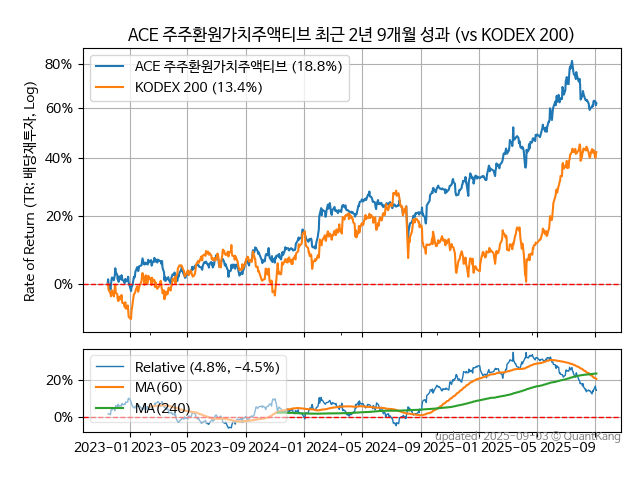 ACE 주주환원가치주액티브 최근 2년 9개월 성과 (vs KODEX 200)
Rate of Return (TR: 배당재투자, Log)
80%
60%
40%
20%
0%
ACE 주주환원가치주액티브 (18.8%)
KODEX 200 (13.4%)
20%
0%
Relative (4.8%, -4.5%)
MA(60)
MA(240)
2023-01 2023-05 2023-09 2024-01 2024-05 2024-09 2025-01 2025-05 2025-09
updated: 2025-09-03 © QuantKang